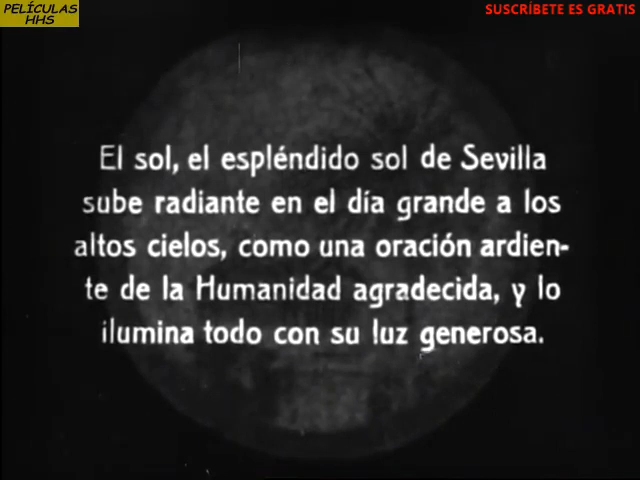 PELÍCULAS
HHS
SUSCRÍBETE ES GRATIS
El sol, el espléndido sol de Sevilla
sube radiante en el día grande a los
altos cielos, como una oración ardien-
te de la Humanidad agradecida, y lo
ilumina todo con su luz generosa.